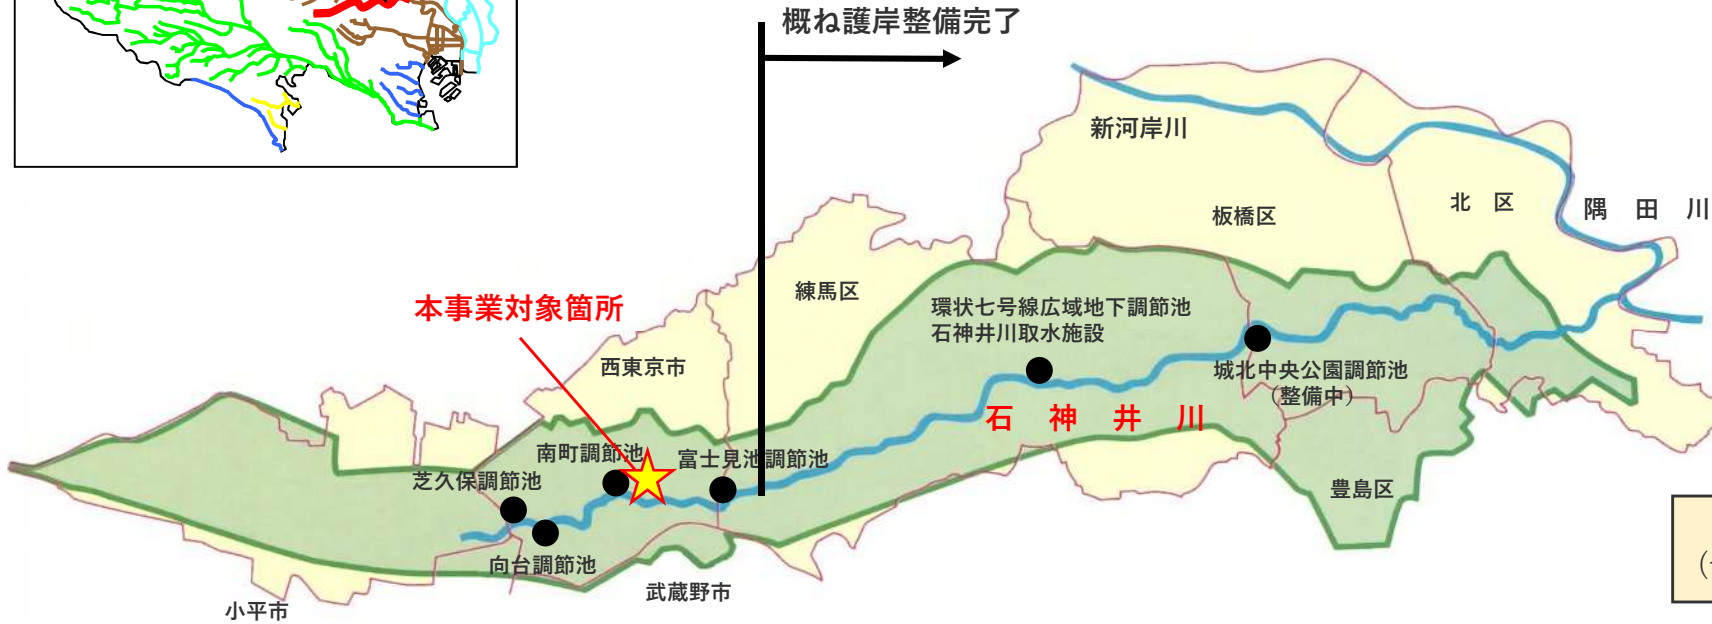 概ね護岸整備完了
新河岸川
板橋区
北 区
隅 田 川
練馬区
本事業対象箇所
環状七号線広域地下調節池
石神井川取水施設
西東京市
城北中央公園調節池
(整備中)
石 神 井 川
南町調節池
富士見池調節池
芝久保調節池
豊島区
向台調節池
武蔵野市
小平市